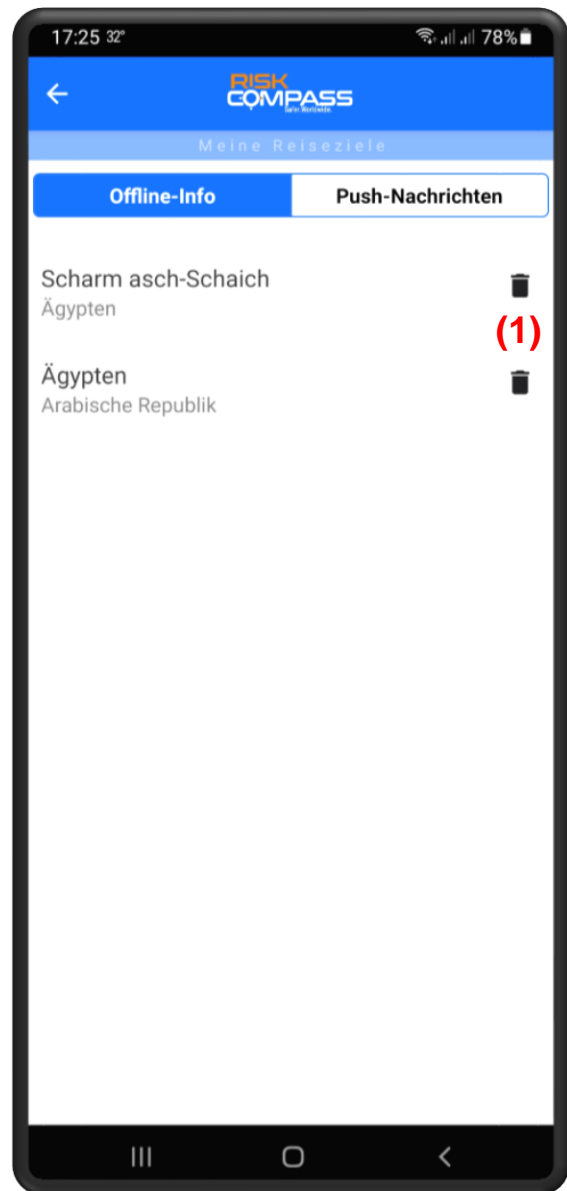 17:25 32° 78%
RISK
COMPASS
Safer. Worldwide.
Meine Reiseziele
Offline-Info Push-Nachrichten
Scharm asch-Schaich
Ägypten
(1)
Ägypten
Arabische Republik